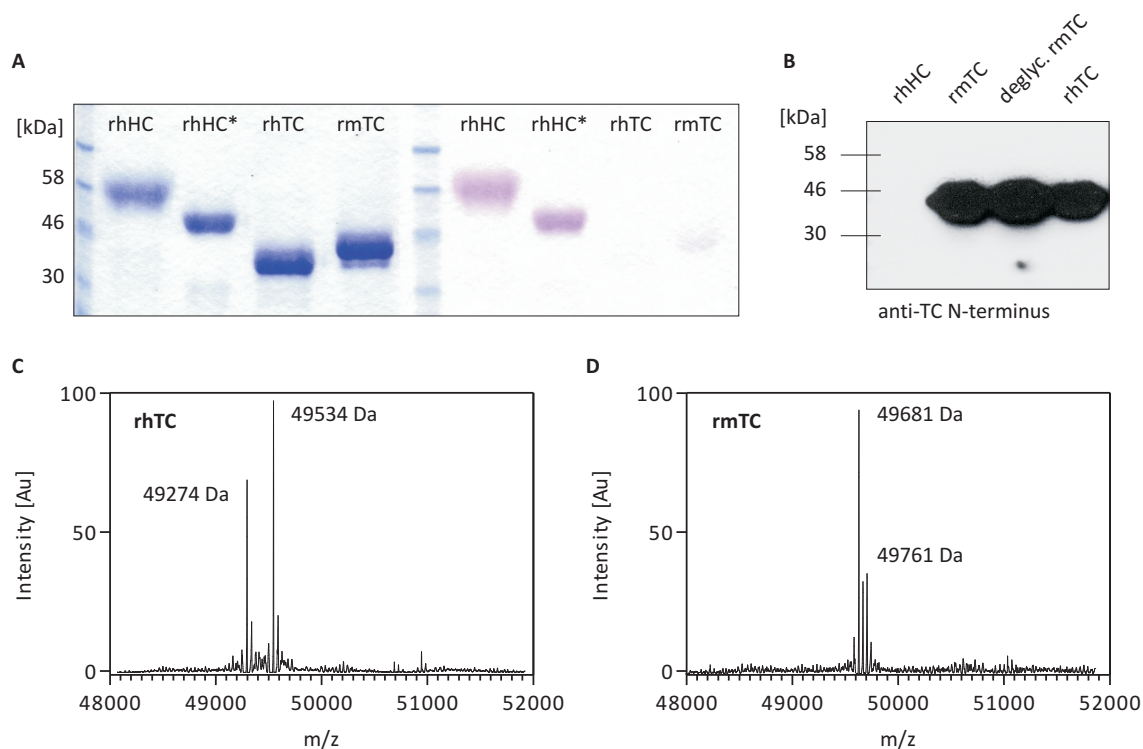 A
[kDa]
58
46
30
rhHC rhHC* rhTC rmTC rhHC rhHC* rhTC rmTC
B
rhHC rmTC deglyc. rmTC rhTC
[kDa]
58
46
30
anti-TC N-terminus
C
rhTC
49534 Da
49274 Da
100
50
0
Intensity [Au]
48000 49000 50000 51000 52000
m/z
D
rmTC
49681 Da
49761 Da
100
50
0
Intensity [Au]
48000 49000 50000 51000 52000
m/z